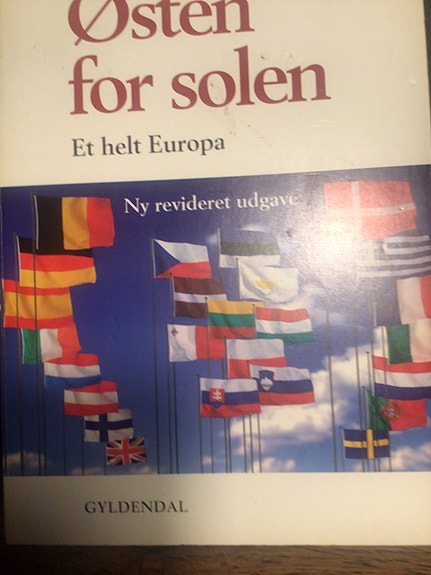 Østen
for solen
Et helt Europa
Ny revideret udgave
GYLDENDAL